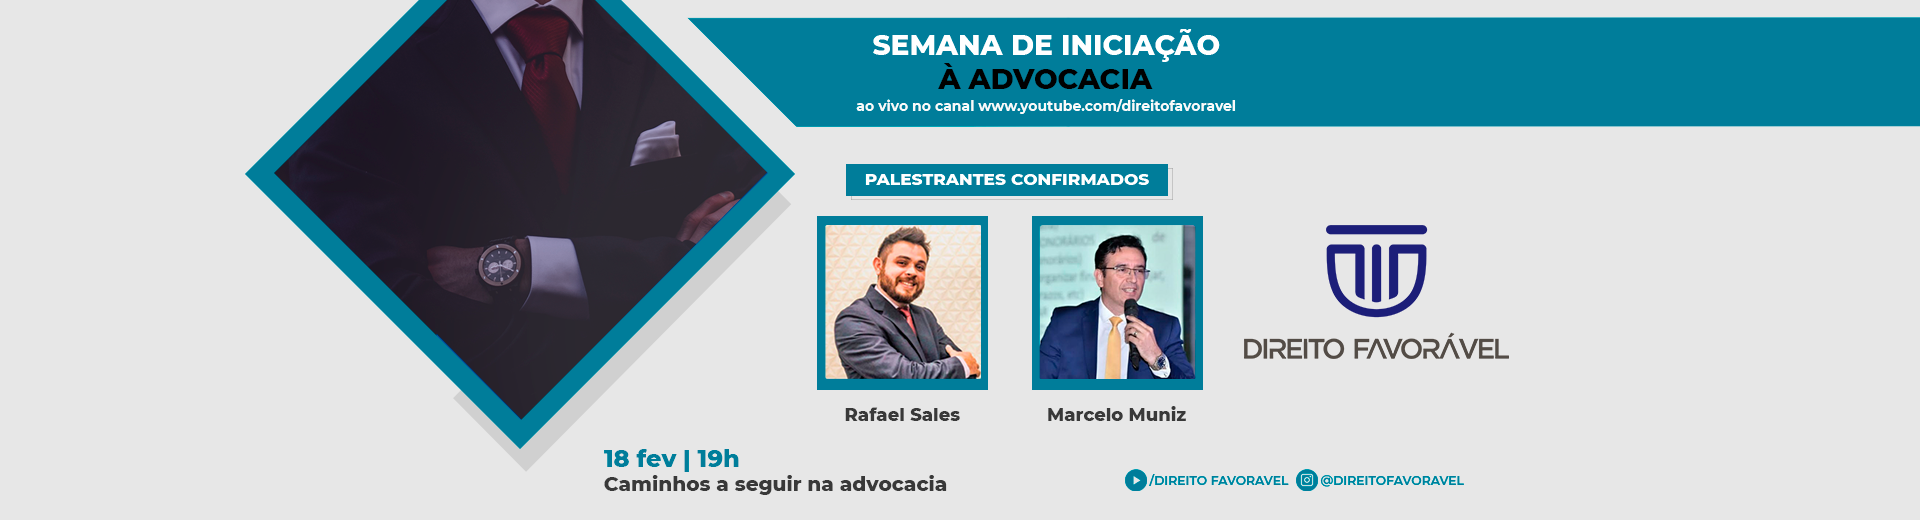 SEMANA DE INICIAÇÃO
À ADVOCACIA
ao vivo no canal www.youtube.com/direitofavoravel
PALESTRANTES CONFIRMADOS
Rafael Sales
Marcelo Muniz
DIREITO FAVORÁVEL
18 fev | 19h
Caminhos a seguir na advocacia
/DIREITO FAVORAVEL @DIREITOFAVORAVEL